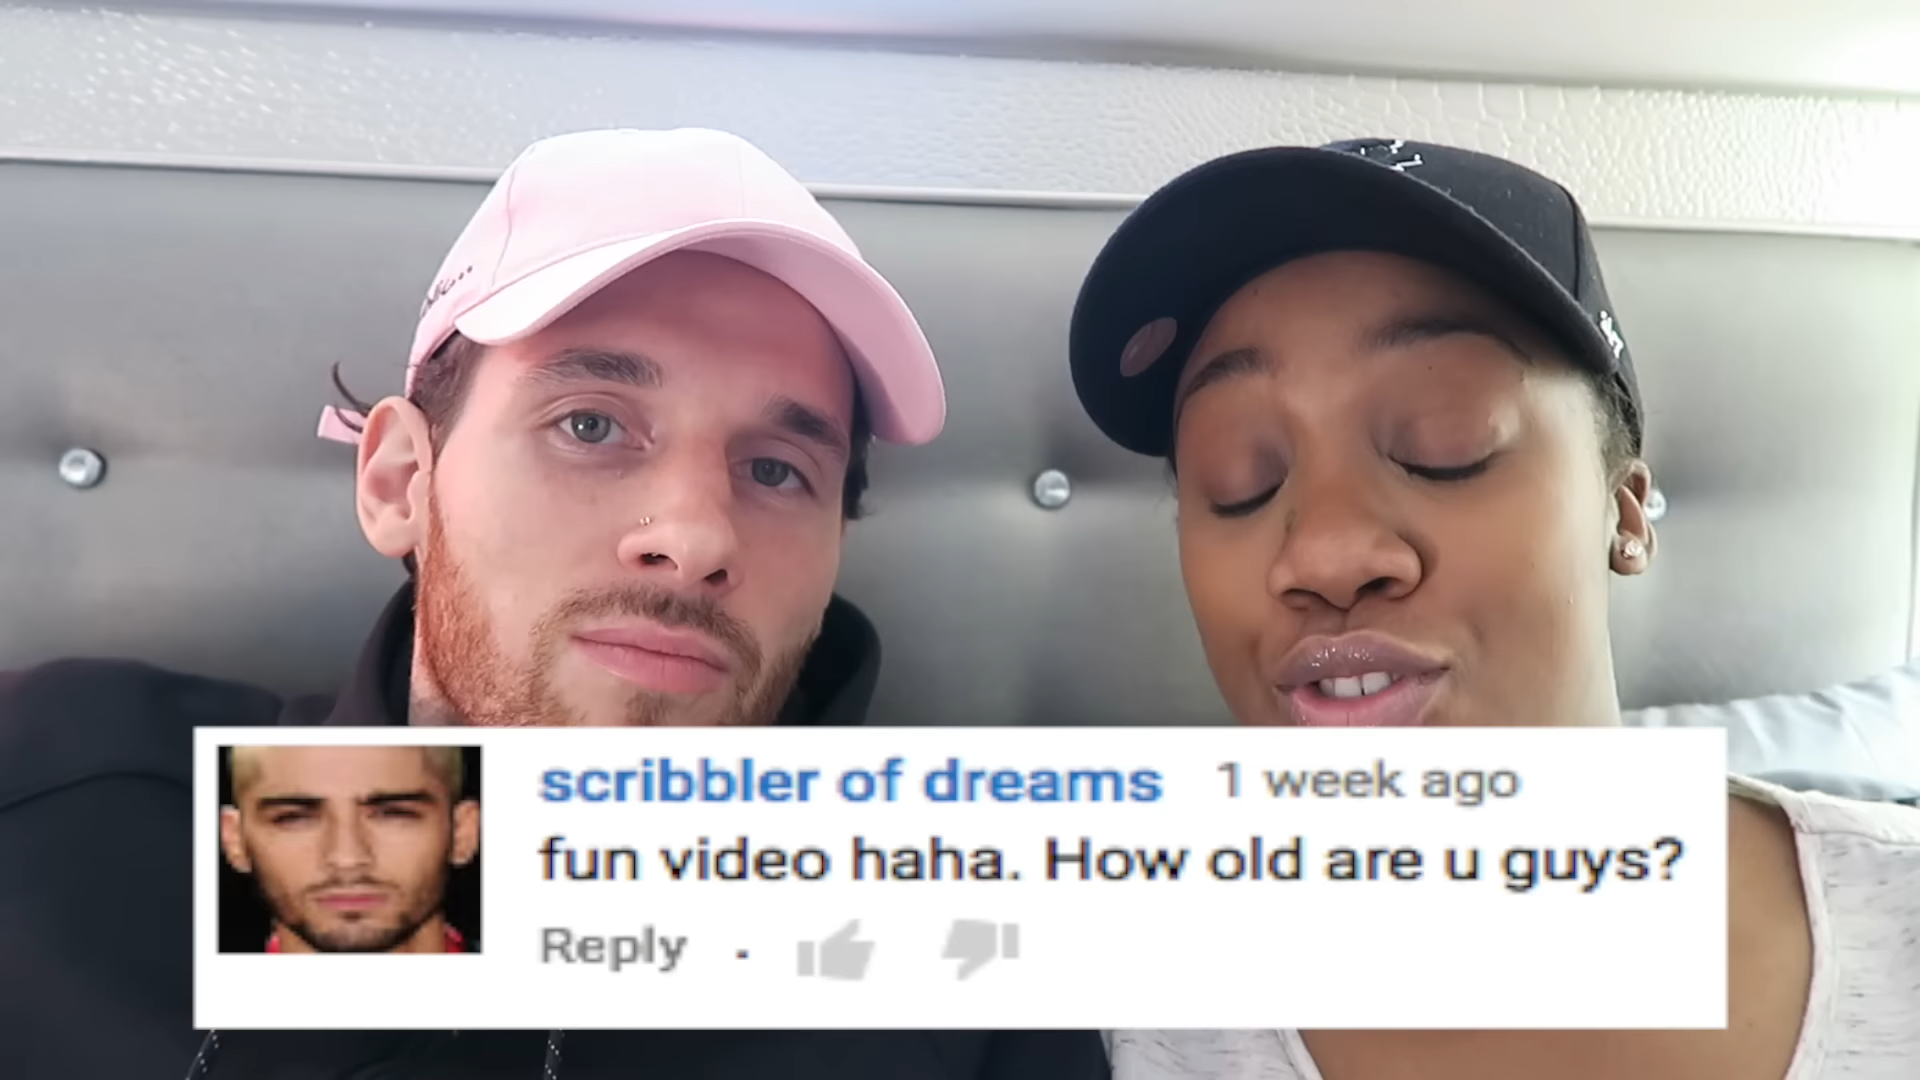 scribbler of dreams 1 week ago
fun video haha. How old are u guys?
Reply ·